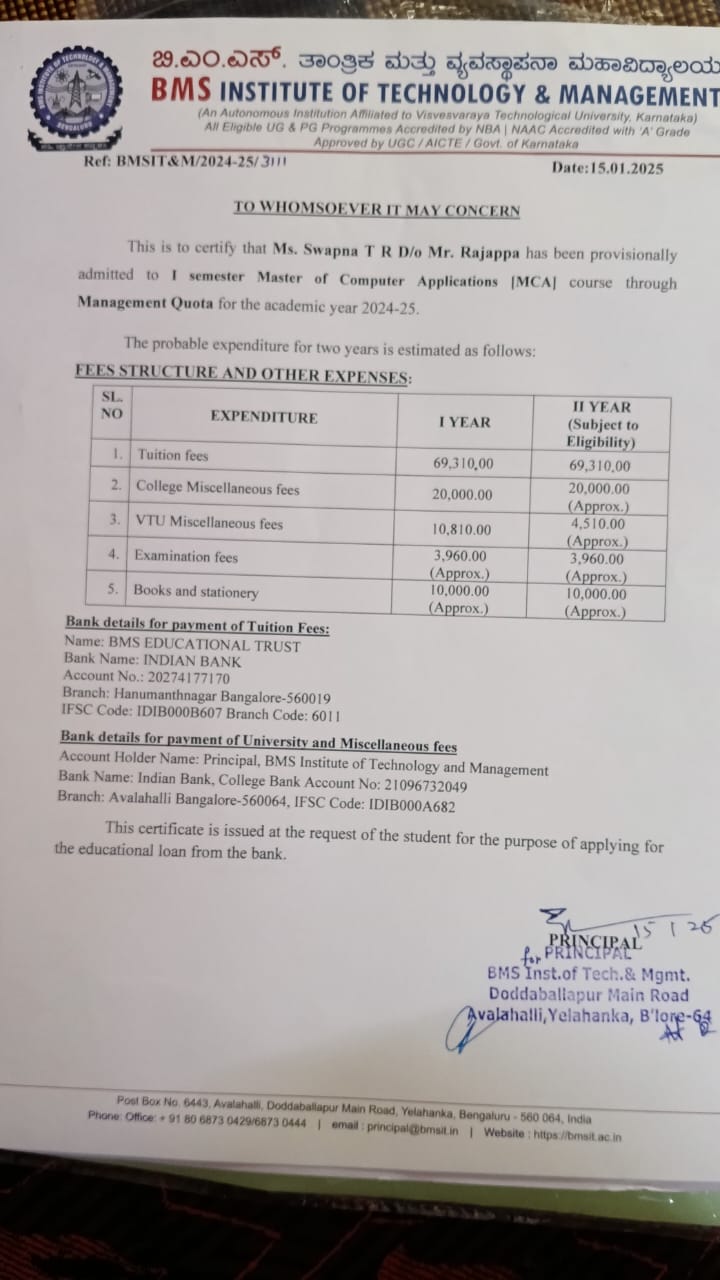 ಬಿ.ಎಂ.ಎಸ್. ತಾಂತ್ರಿಕ ಮತ್ತು ವ್ಯವಸ್ಥಾಪನಾ ಮಹಾವಿದ್ಯಾಲಯ
BMS INSTITUTE OF TECHNOLOGY & MANAGEMENT
(An Autonomous Institution Affiliated to Visvesvaraya Technological University, Karnataka)
All Eligible UG & PG Programmes Accredited by NBA | NAAC Accredited with 'A' Grade
Approved by UGC / AICTE / Govt. of Karnataka
Ref: BMSIT&M/2024-25/3111
Date:15.01.2025
TO WHOMSOEVER IT MAY CONCERN
This is to certify that Ms. Swapna T R D/o Mr. Rajappa has been provisionally
admitted to I semester Master of Computer Applications [MCA] course through
Management Quota for the academic year 2024-25.
The probable expenditure for two years is estimated as follows:
FEES STRUCTURE AND OTHER EXPENSES:
SL. NO EXPENDITURE I YEAR II YEAR (Subject to Eligibility)
1. Tuition fees 69,310.00 69,310.00
2. College Miscellaneous fees 20,000.00 20,000.00 (Approx.)
3. VTU Miscellaneous fees 10,810.00 4,510.00 (Approx.)
4. Examination fees 3,960.00 (Approx.) 3,960.00 (Approx.)
5. Books and stationery 10,000.00 (Approx.) 10,000.00 (Approx.)
Bank details for payment of Tuition Fees:
Name: BMS EDUCATIONAL TRUST
Bank Name: INDIAN BANK
Account No.: 20274177170
Branch: Hanumanthnagar Bangalore-560019
IFSC Code: IDIB000B607 Branch Code: 6011
Bank details for payment of University and Miscellaneous fees
Account Holder Name: Principal, BMS Institute of Technology and Management
Bank Name: Indian Bank, College Bank Account No: 21096732049
Branch: Avalahalli Bangalore-560064, IFSC Code: IDIB000A682
This certificate is issued at the request of the student for the purpose of applying for
the educational loan from the bank.
15/1/25
PRINCIPAL
for PRINCIPAL
BMS Inst.of Tech.& Mgmt.
Doddaballapur Main Road
Avalahalli,Yelahanka, B'lore-64
Post Box No. 6443, Avalahalli, Doddaballapur Main Road, Yelahanka, Bengaluru - 560 064, India
Phone: Office: + 91 80 6873 0429/6873 0444 | email : principal@bmsit.in | Website : https://bmsit.ac.in